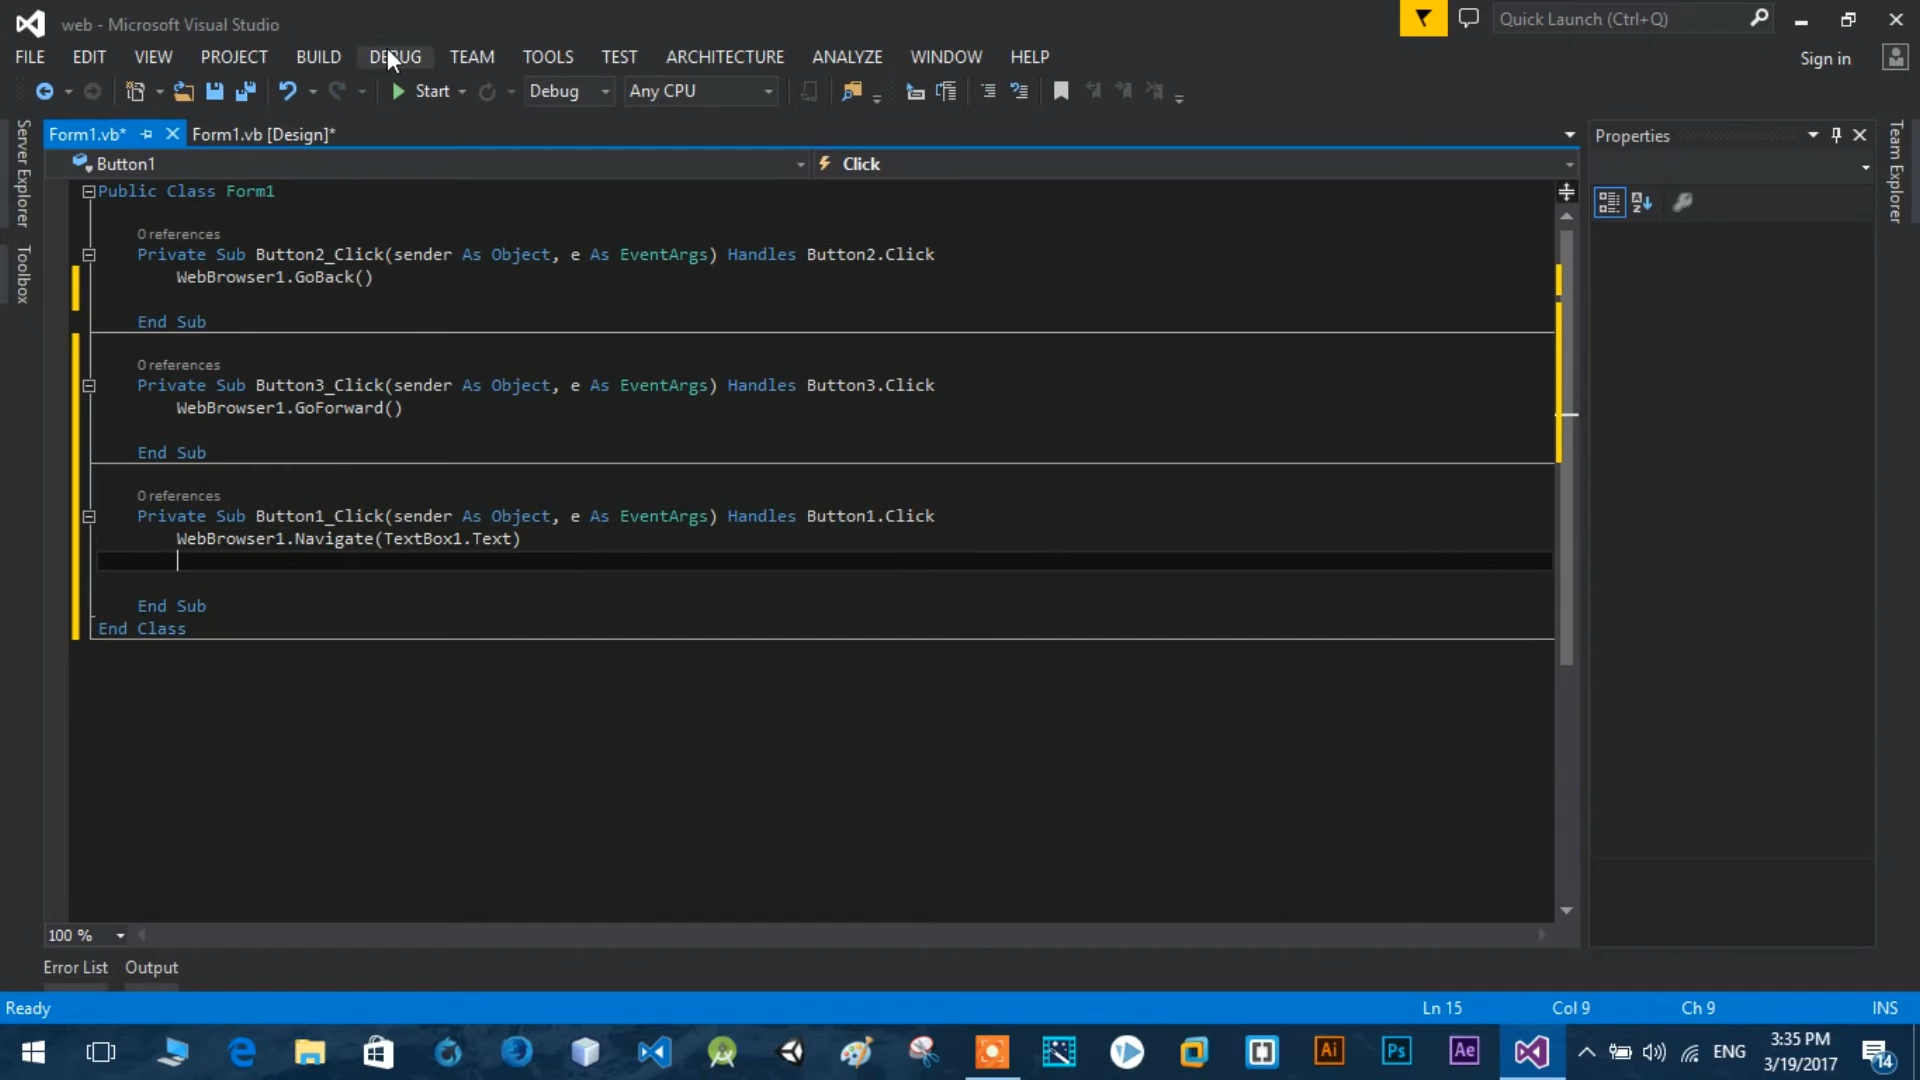 web - Microsoft Visual Studio
Quick Launch (Ctrl+Q)
FILE EDIT VIEW PROJECT BUILD DEBUG TEAM TOOLS TEST ARCHITECTURE ANALYZE WINDOW HELP
Sign in
Start Debug Any CPU
Form1.vb* Form1.vb [Design]*
Button1 Click
Server Explorer
Toolbox
Public Class Form1
0 references
Private Sub Button2_Click(sender As Object, e As EventArgs) Handles Button2.Click
WebBrowser1.GoBack()
End Sub
0 references
Private Sub Button3_Click(sender As Object, e As EventArgs) Handles Button3.Click
WebBrowser1.GoForward()
End Sub
0 references
Private Sub Button1_Click(sender As Object, e As EventArgs) Handles Button1.Click
WebBrowser1.Navigate(TextBox1.Text)
End Sub
End Class
Properties
Team Explorer
100 %
Error List Output
Ready Ln 15 Col 9 Ch 9 INS
Ai Ps Ae
ENG
3:35 PM
3/19/2017
14